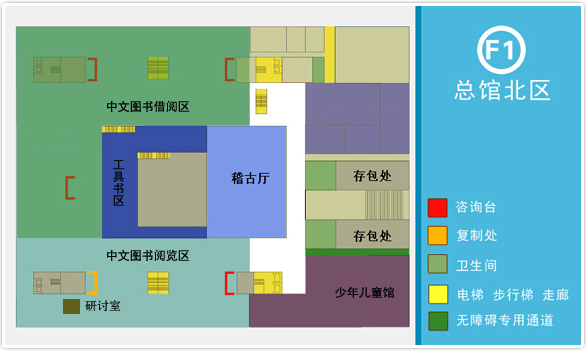 F1
总馆北区
中文图书借阅区
工具书区
稽古厅
存包处
存包处
中文图书阅览区
少年儿童馆
研讨室
咨询台
复制处
卫生间
电梯 步行梯 走廊
无障碍专用通道